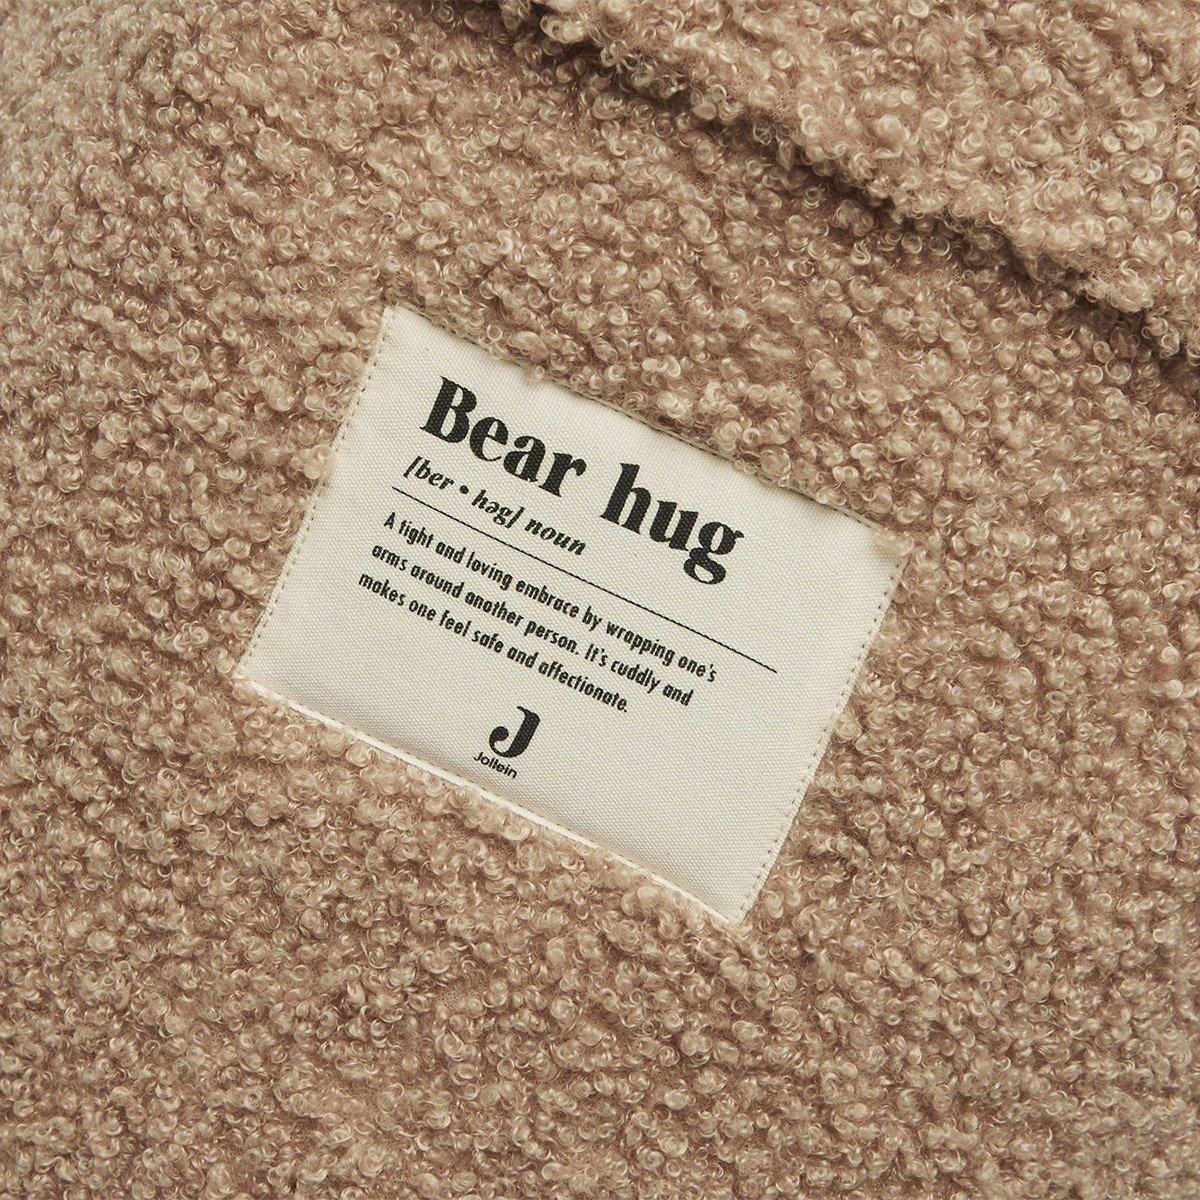 Bear hug
[ber • həg] noun
A tight and loving embrace by wrapping one's
arms around another person. It's cuddly and
makes one feel safe and affectionate.
J
Jollein